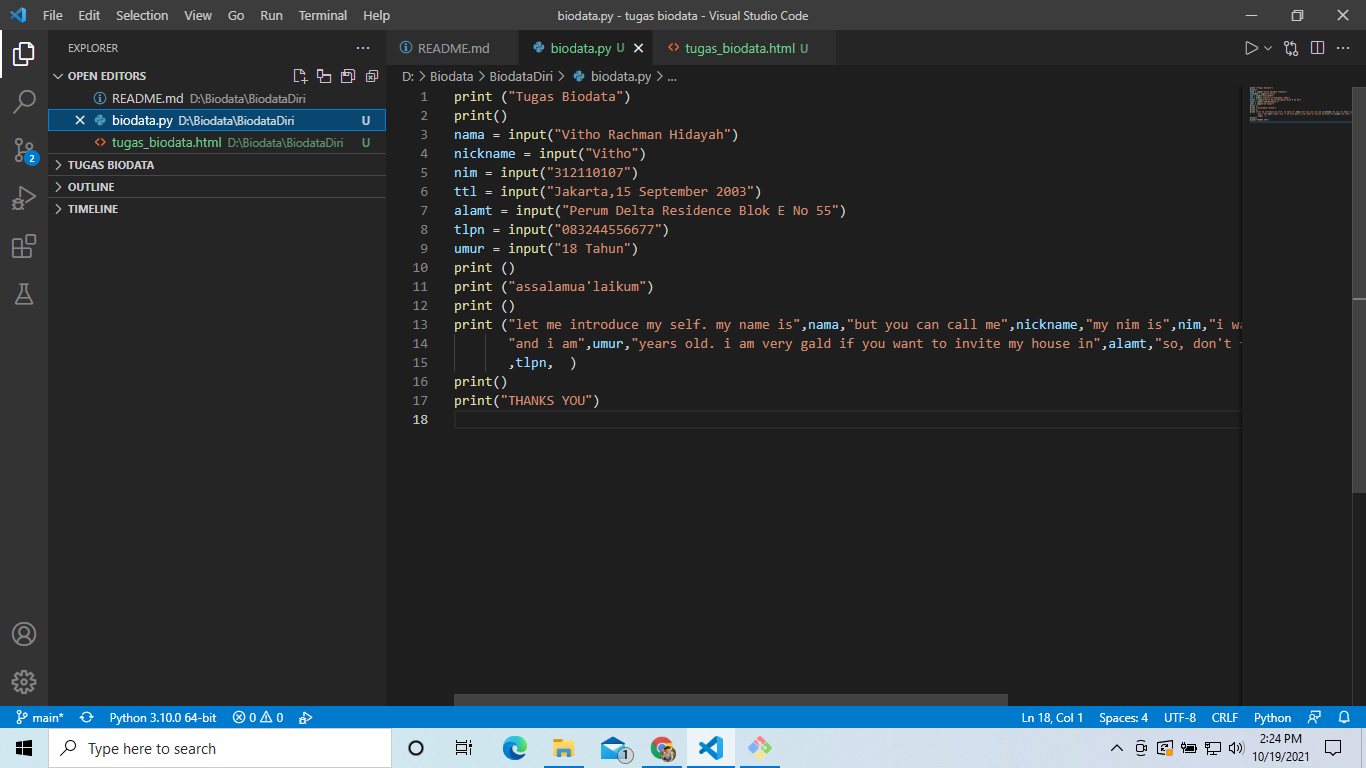 File Edit Selection View Go Run Terminal Help
biodata.py - tugas biodata - Visual Studio Code
EXPLORER
OPEN EDITORS
README.md D:\Biodata\BiodataDiri
biodata.py D:\Biodata\BiodataDiri U
tugas_biodata.html D:\Biodata\BiodataDiri U
TUGAS BIODATA
OUTLINE
TIMELINE
2
README.md
biodata.py U
tugas_biodata.html U
D: > Biodata > BiodataDiri > biodata.py > ...
1 print ("Tugas Biodata")
2 print()
3 nama = input("Vitho Rachman Hidayah")
4 nickname = input("Vitho")
5 nim = input("312110107")
6 ttl = input("Jakarta,15 September 2003")
7 alamt = input("Perum Delta Residence Blok E No 55")
8 tlpn = input("083244556677")
9 umur = input("18 Tahun")
10 print ()
11 print ("assalamua'laikum")
12 print ()
13 print ("let me introduce my self. my name is",nama,"but you can call me",nickname,"my nim is",nim,"i
14 "and i am",umur,"years old. i am very gald if you want to invite my house in",alamt,"so, don't
15 ,tlpn,  )
16 print()
17 print("THANKS YOU")
18
main* Python 3.10.0 64-bit 0 0
Ln 18, Col 1 Spaces: 4 UTF-8 CRLF Python
Type here to search
1
2:24 PM
10/19/2021